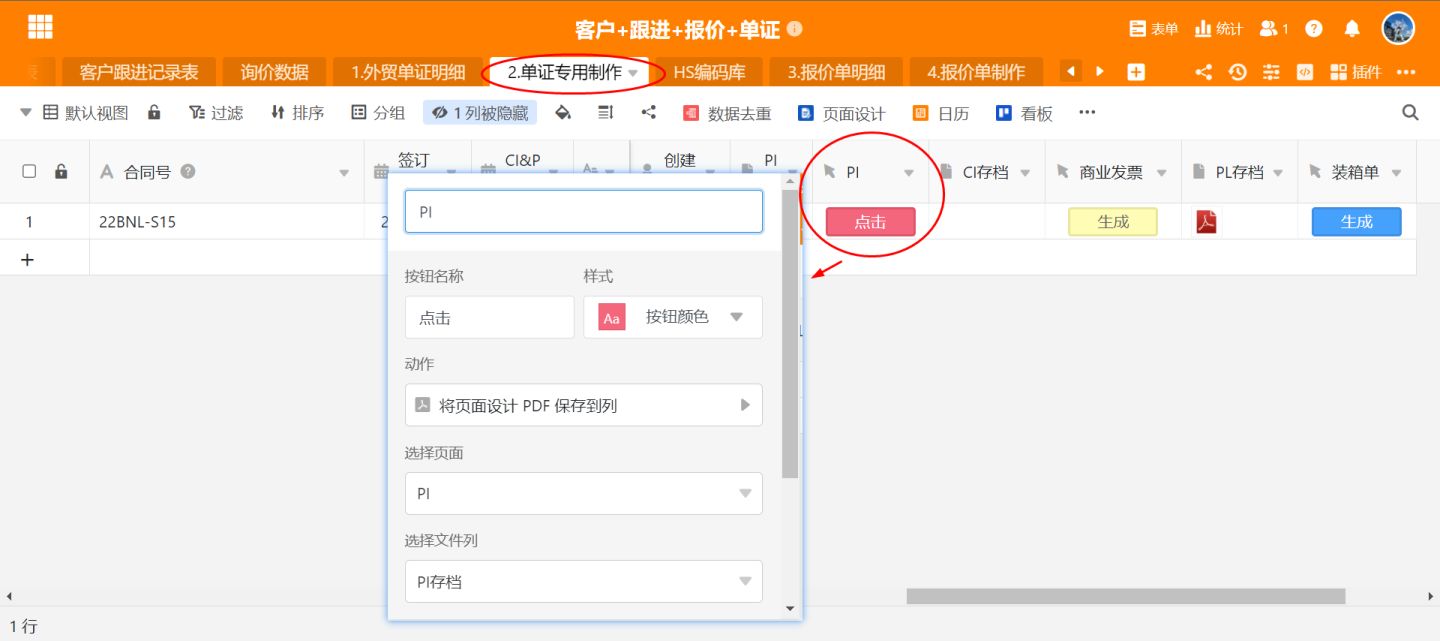 客户+跟进+报价+单证
表单 统计 1
客户跟进记录表 询价数据 1.外贸单证明细 2.单证专用制作 HS编码库 3.报价单明细 4.报价单制作 插件
默认视图 过滤 排序 分组 1 列被隐藏 数据去重 页面设计 日历 看板
合同号 签订 CI&P 创建 PI PI CI存档 商业发票 PL存档 装箱单
1 22BNL-S15 2 点击 生成 生成
PI
按钮名称 样式
点击 Aa 按钮颜色
动作
将页面设计 PDF 保存到列
选择页面
PI
选择文件列
PI存档
1 行